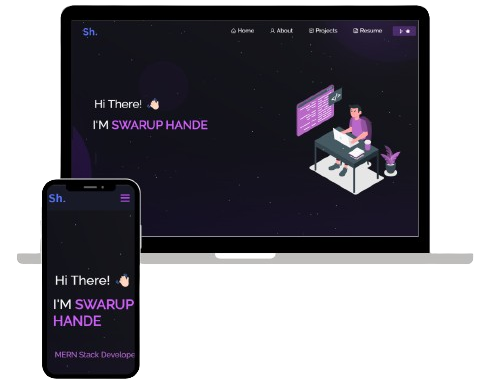 Sh.
Home About Projects Resume
Hi There!
I'M SWARUP HANDE
</>
Sh.
Hi There!
I'M SWARUP
HANDE
MERN Stack Develope